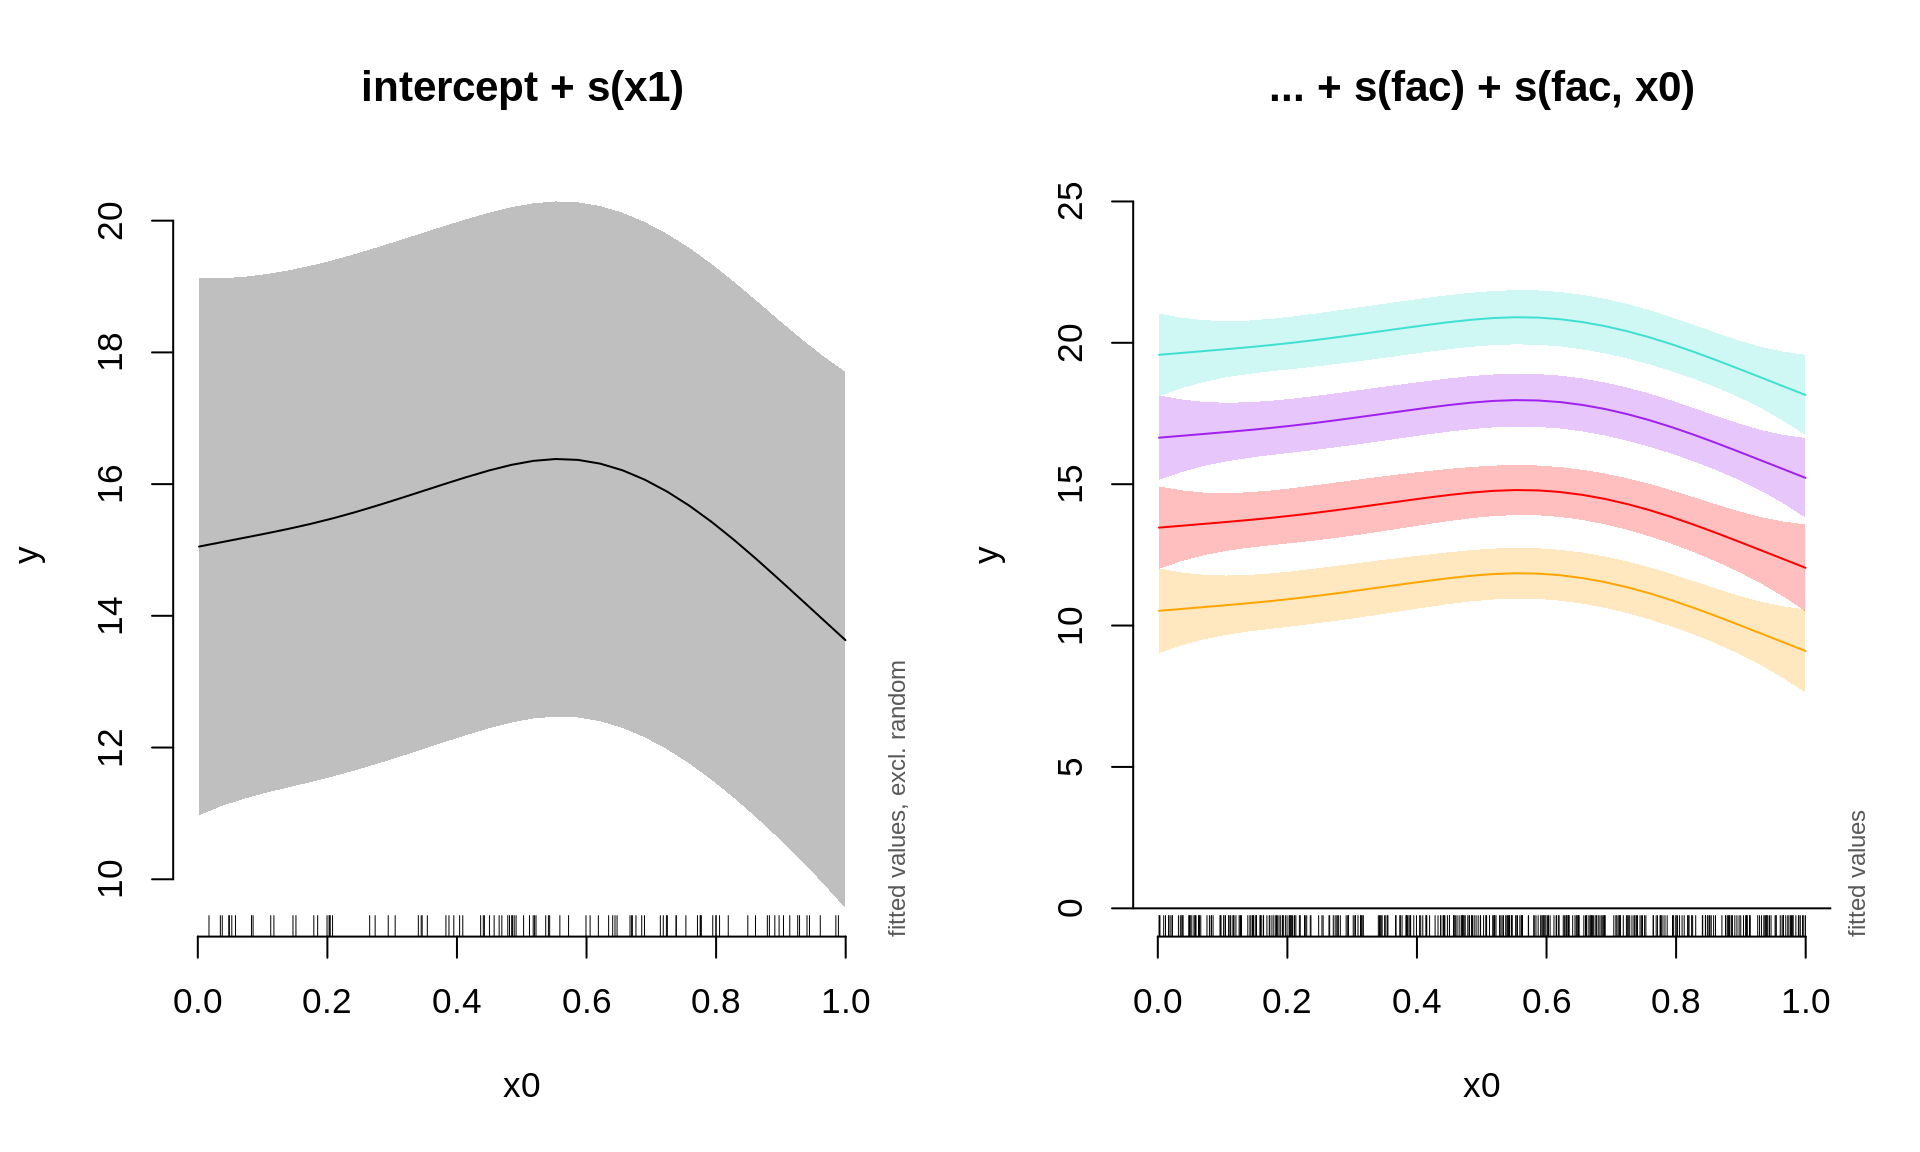 intercept + s(x1)
y
20
18
16
14
12
10
0.0 0.2 0.4 0.6 0.8 1.0
x0
fitted values, excl. random
... + s(fac) + s(fac, x0)
y
25
20
15
10
5
0
0.0 0.2 0.4 0.6 0.8 1.0
x0
fitted values